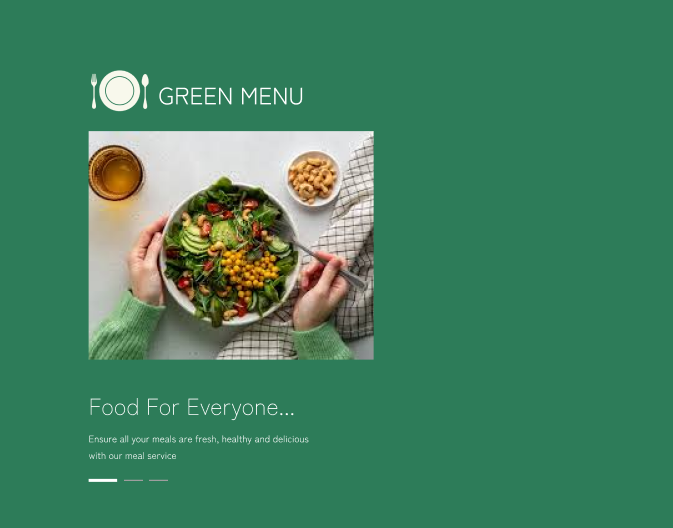 GREEN MENU
Food For Everyone...
Ensure all your meals are fresh, healthy and delicious
with our meal service